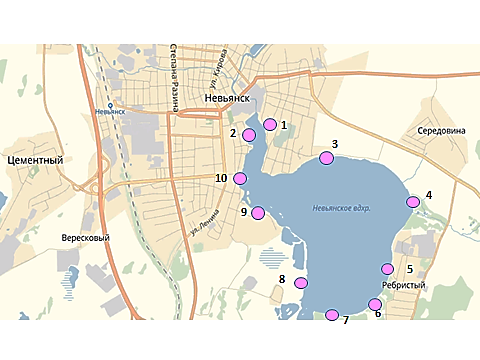 Степана Разина
ул. Кирова
Невьянск
Невьянск
1
2
3
Середовина
Цементный
10
4
Невьянское вдхр.
9
ул. Ленина
Вересковый
5
8
Ребристый
6
7